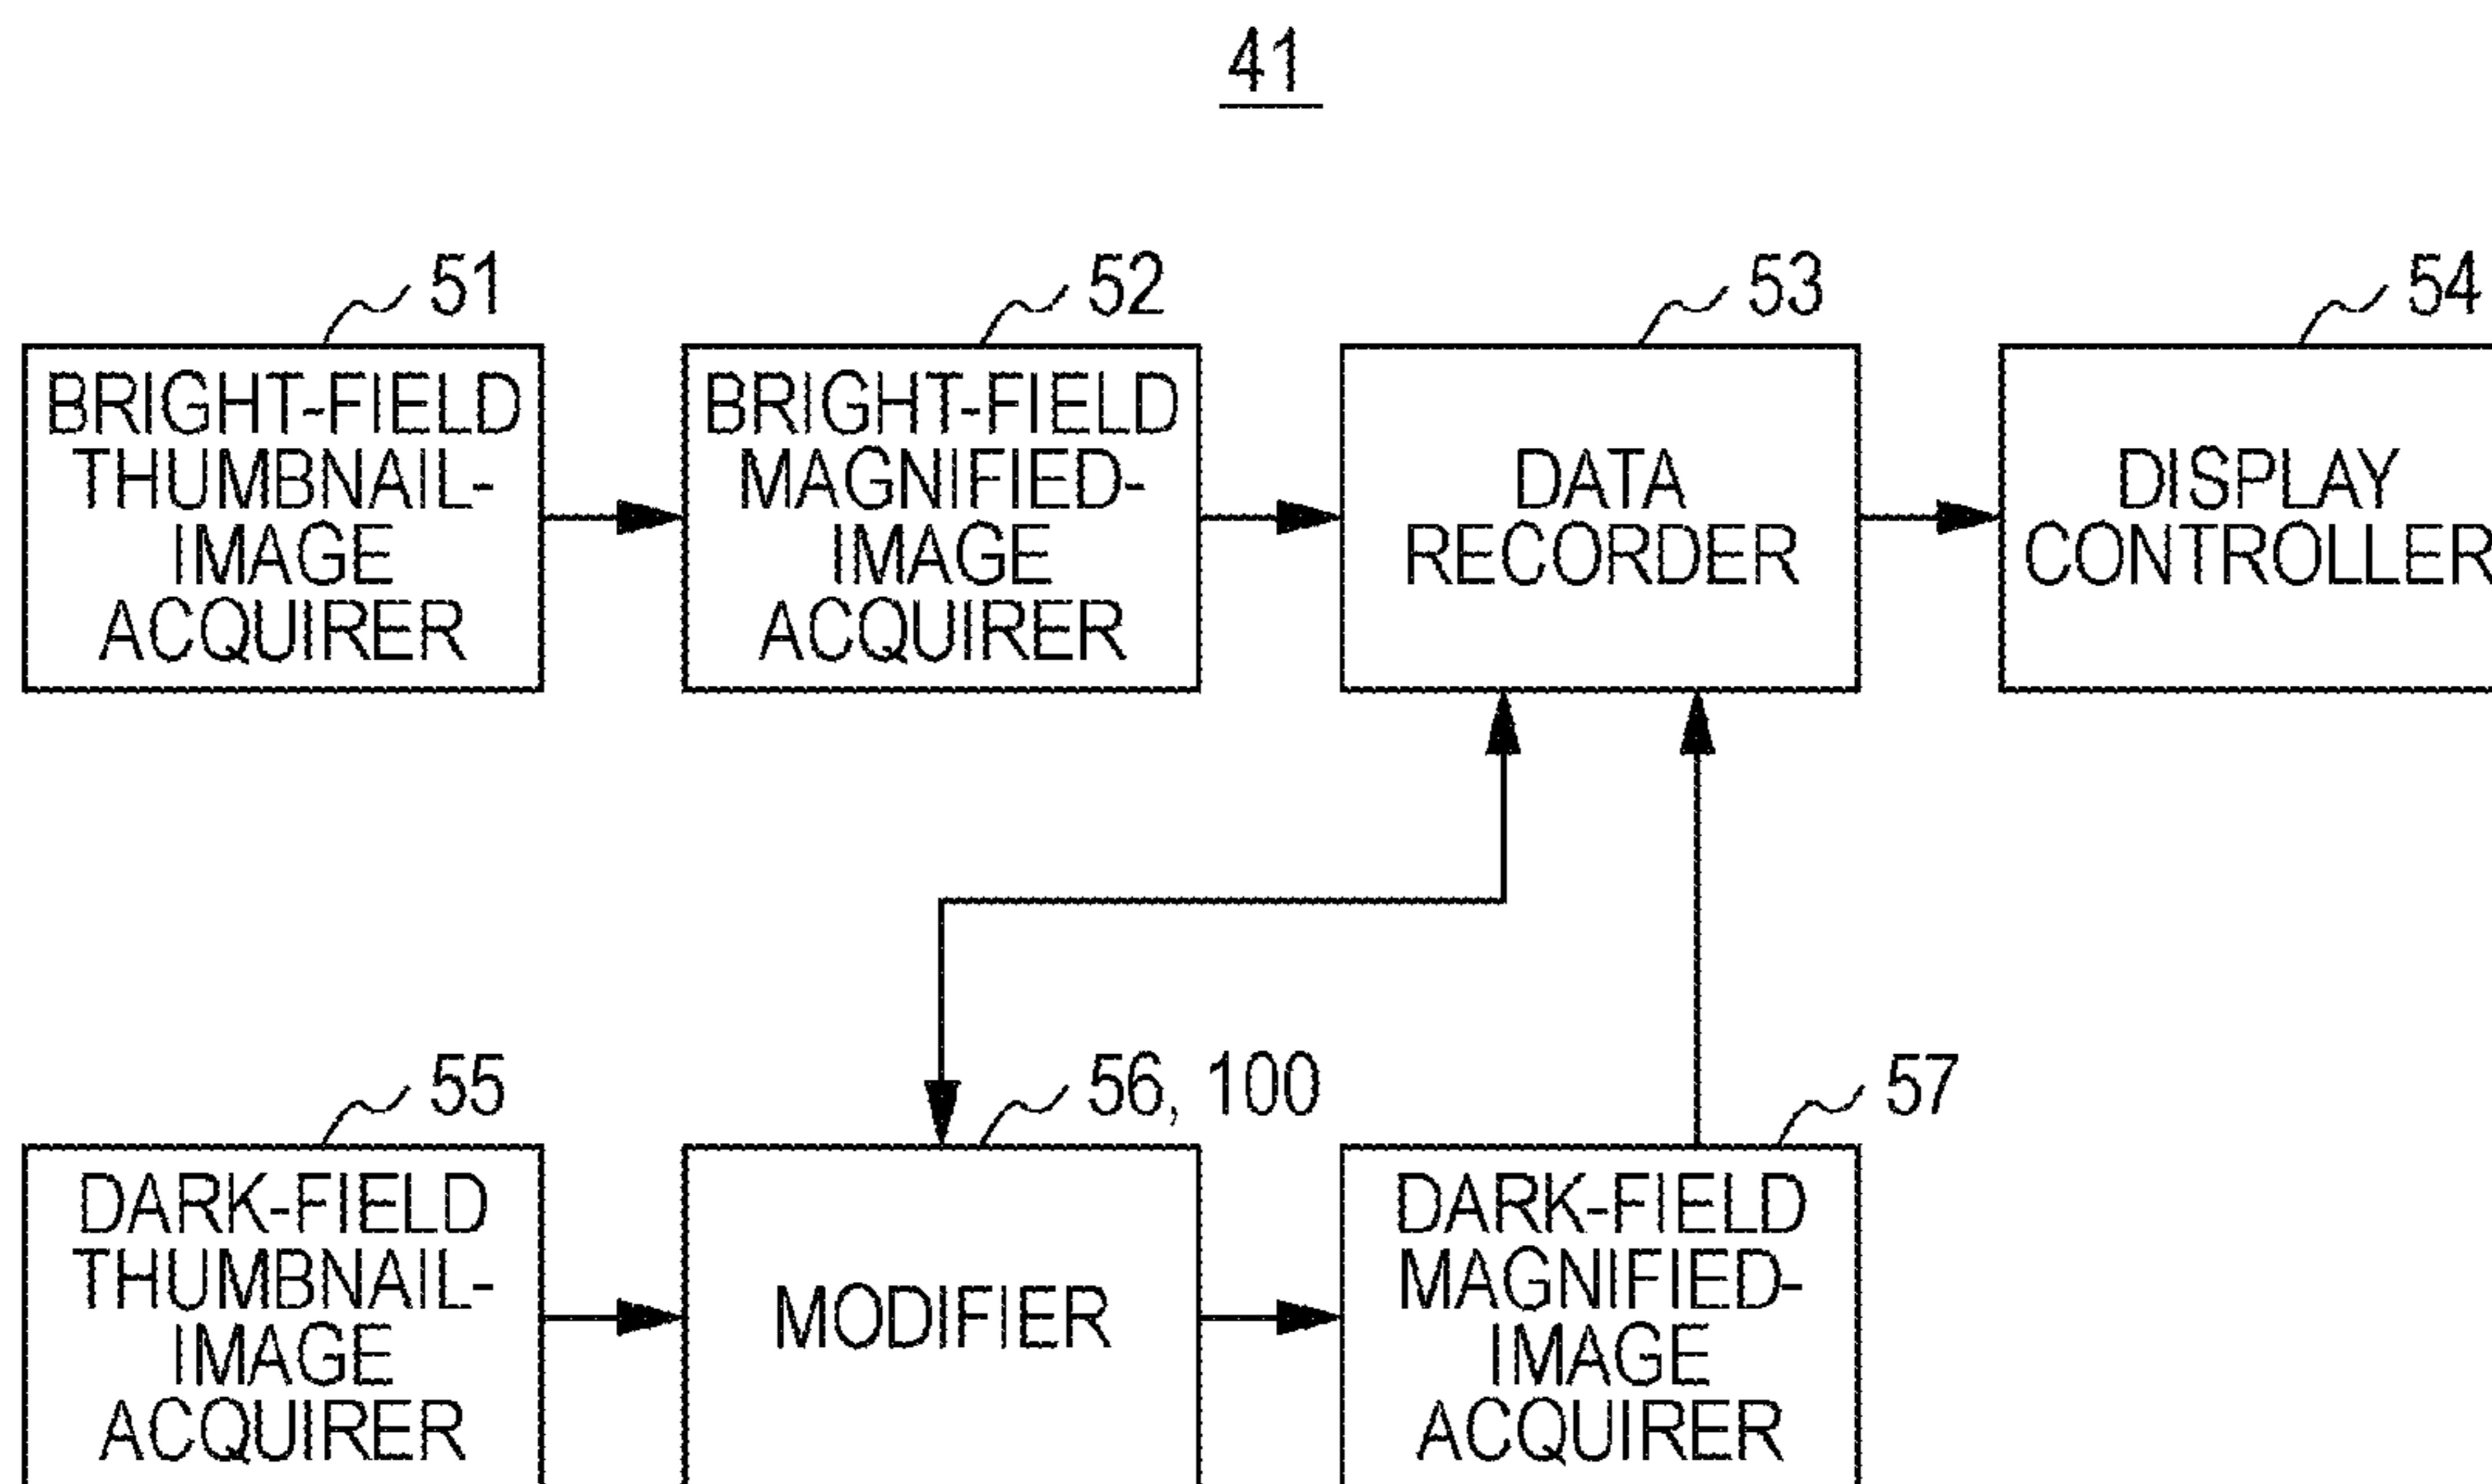 41
51
52
53
54
BRIGHT-FIELD
THUMBNAIL-
IMAGE
ACQUIRER
BRIGHT-FIELD
MAGNIFIED-
IMAGE
ACQUIRER
DATA
RECORDER
DISPLAY
CONTROLLER
55
56, 100
57
DARK-FIELD
THUMBNAIL-
IMAGE
ACQUIRER
MODIFIER
DARK-FIELD
MAGNIFIED-
IMAGE
ACQUIRER